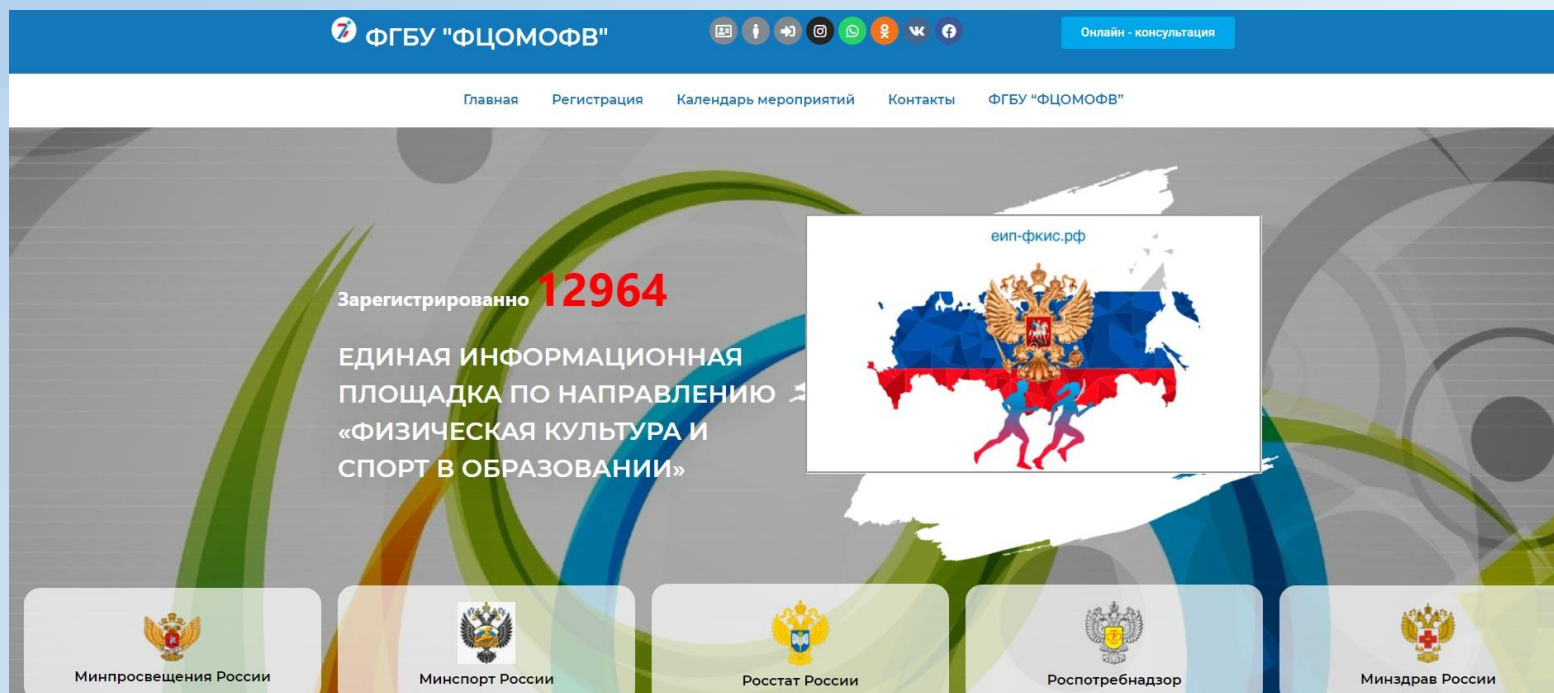 ФГБУ "ФЦОМОФВ"
Онлайн - консультация
Главная Регистрация Календарь мероприятий Контакты ФГБУ “ФЦОМОФВ”
еип-фкис.рф
Зарегистрированно 12964
ЕДИНАЯ ИНФОРМАЦИОННАЯ
ПЛОЩАДКА ПО НАПРАВЛЕНИЮ
«ФИЗИЧЕСКАЯ КУЛЬТУРА И
СПОРТ В ОБРАЗОВАНИИ»
Минпросвещения России
Минспорт России
Росстат России
Роспотребнадзор
Минздрав России